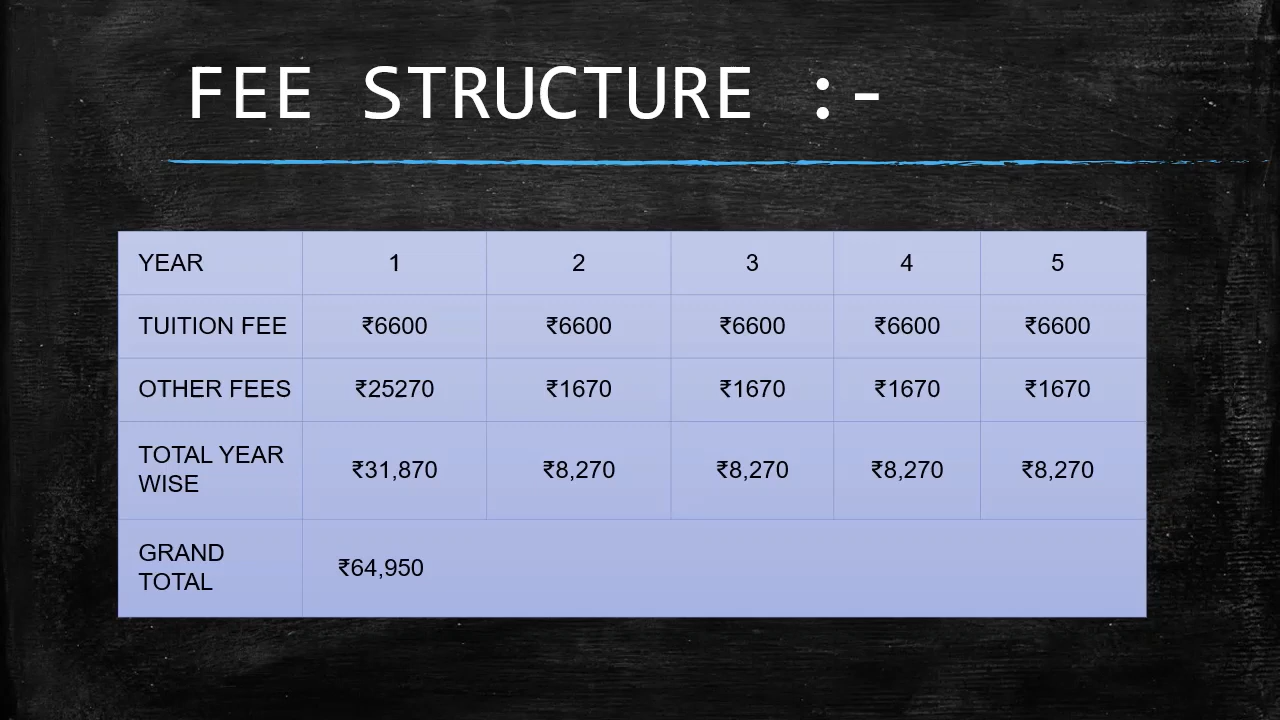 FEE STRUCTURE :-
YEAR 1 2 3 4 5
TUITION FEE ₹6600 ₹6600 ₹6600 ₹6600 ₹6600
OTHER FEES ₹25270 ₹1670 ₹1670 ₹1670 ₹1670
TOTAL YEAR
WISE ₹31,870 ₹8,270 ₹8,270 ₹8,270 ₹8,270
GRAND
TOTAL ₹64,950